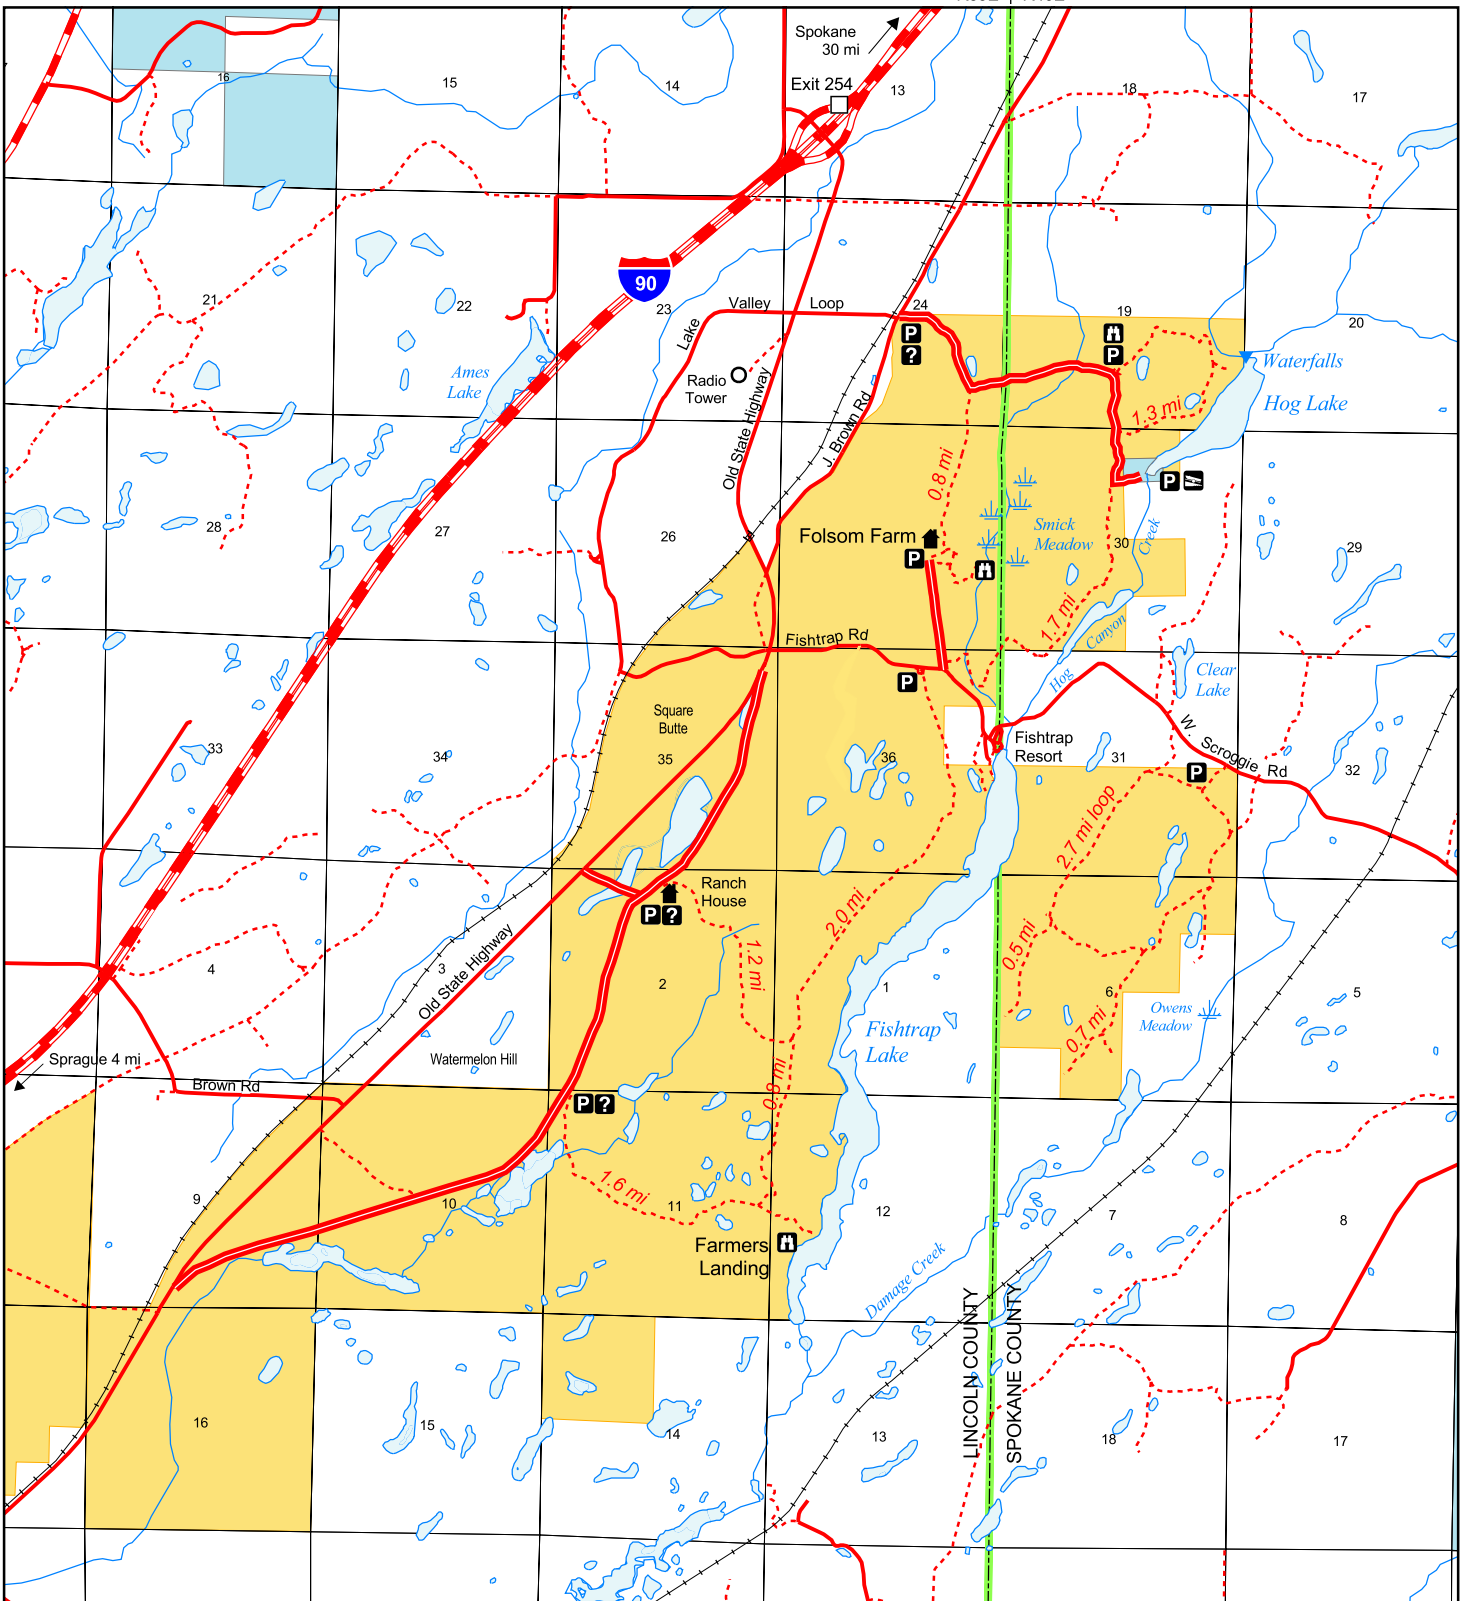 Spokane
30 mi
Exit 254
13
18
17
16
15
14
90
21
22
23
Valley
Loop
24
19
20
Lake
P
?
P
Waterfalls
Ames
Lake
Radio
Tower
Hog Lake
1.3 mi
Old State Highway
J. Brown Rd
0.8 mi
P
28
27
26
Folsom Farm
P
Smick
Meadow
30
Creek
29
1.7 mi
Canyon
Hog
Fishtrap Rd
P
Clear
Lake
Square
Butte
35
36
33
34
Fishtrap
Resort
31
W. Scroggie Rd
P
32
2.7 mi loop
Ranch
House
P ?
2.0 mi
0.5 mi
1.2 mi
4
3
Old State Highway
2
1
6
5
Owens
Meadow
0.7 mi
Fishtrap
Lake
Sprague 4 mi
Watermelon Hill
Brown Rd
0.8 mi
P ?
1.6 mi
9
10
11
12
7
8
Farmers
Landing
Damage Creek
LINCOLN COUNTY
SPOKANE COUNTY
16
15
14
13
18
17